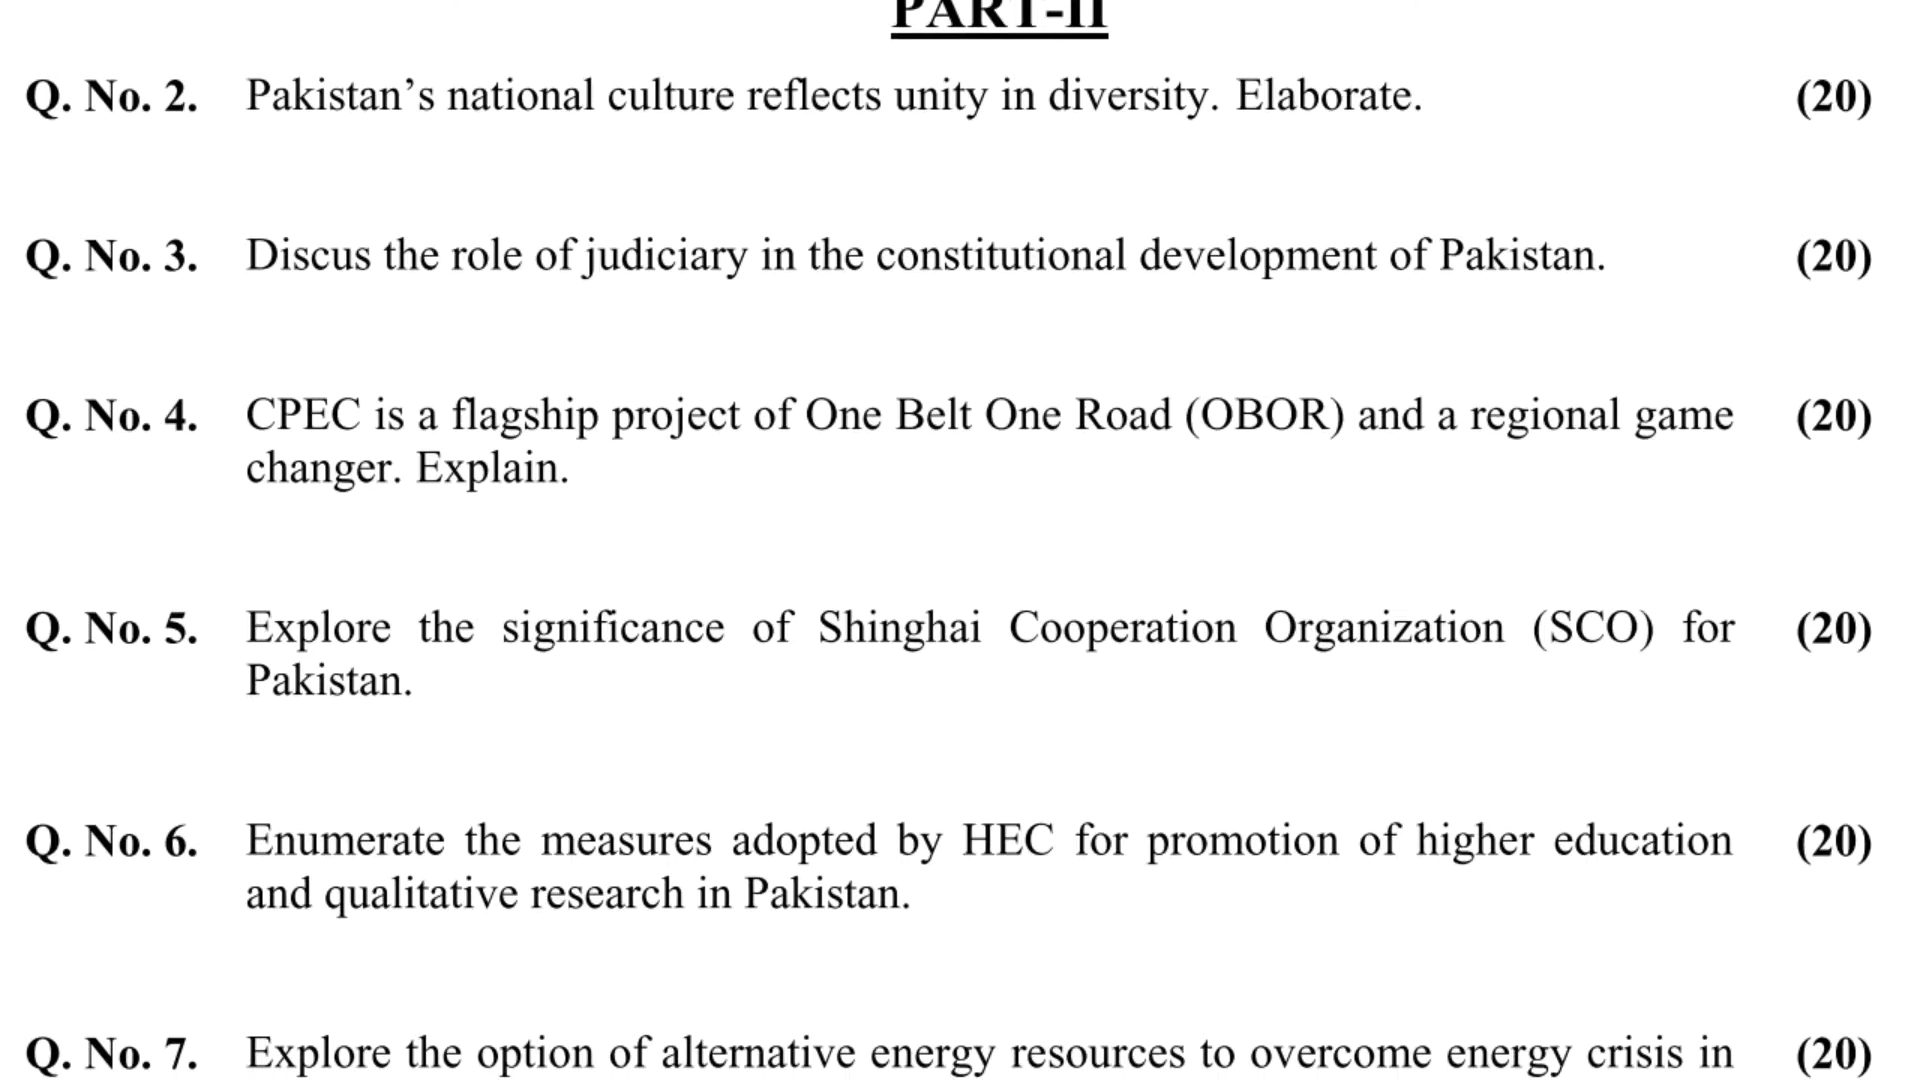 PART-II
Q. No. 2. Pakistan’s national culture reflects unity in diversity. Elaborate. (20)
Q. No. 3. Discus the role of judiciary in the constitutional development of Pakistan. (20)
Q. No. 4. CPEC is a flagship project of One Belt One Road (OBOR) and a regional game (20)
changer. Explain.
Q. No. 5. Explore the significance of Shinghai Cooperation Organization (SCO) for (20)
Pakistan.
Q. No. 6. Enumerate the measures adopted by HEC for promotion of higher education (20)
and qualitative research in Pakistan.
Q. No. 7. Explore the option of alternative energy resources to overcome energy crisis in (20)